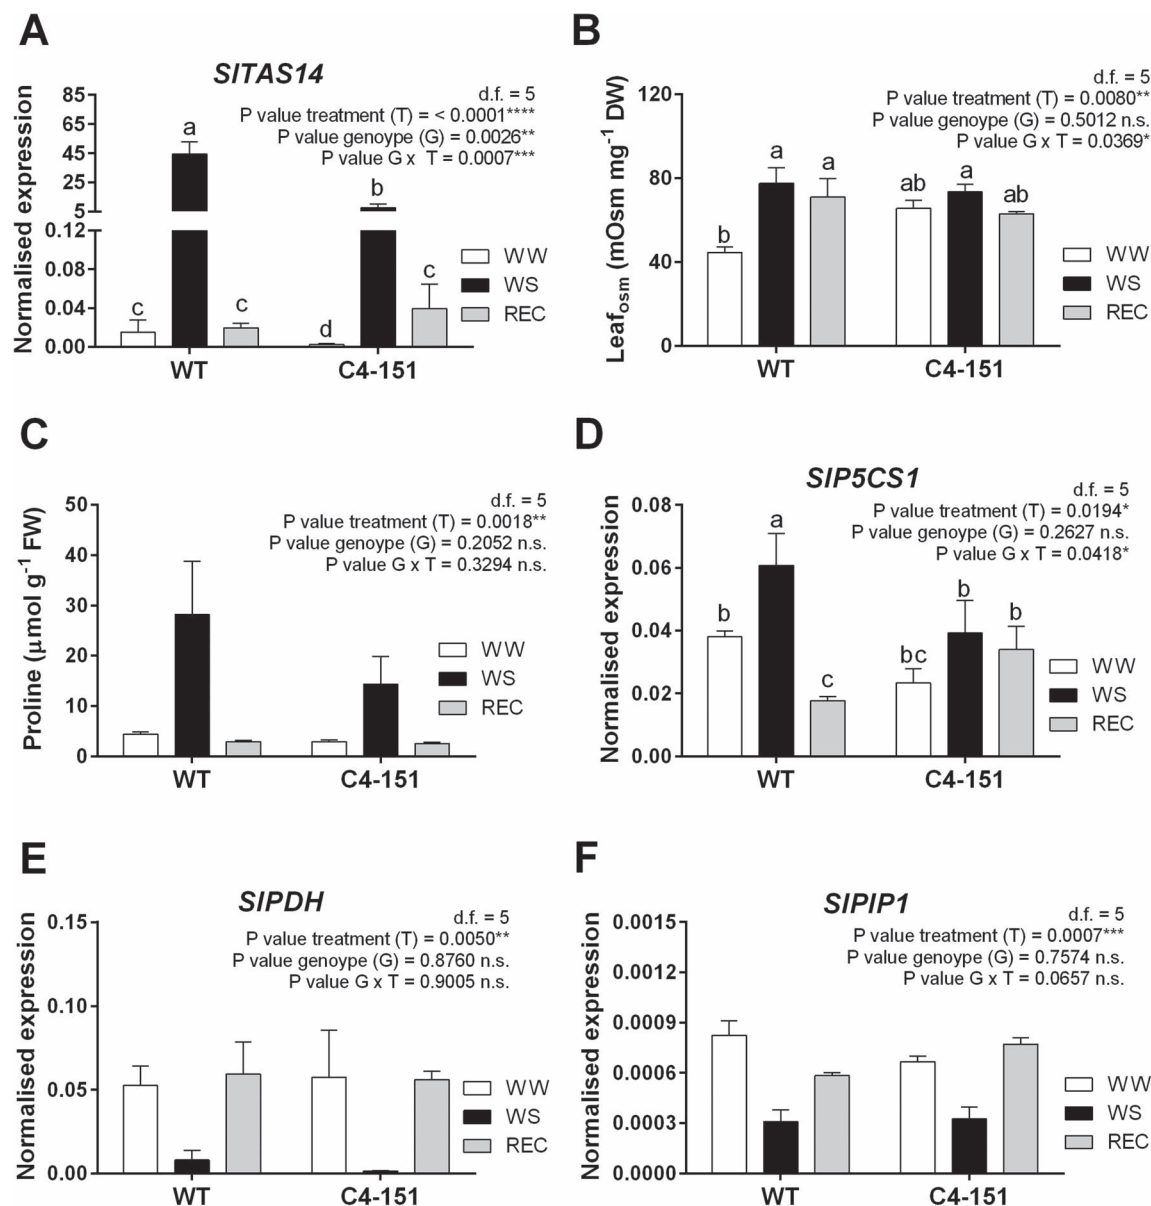 A
SlTAS14
d.f. = 5
P value treatment (T) = < 0.0001****
P value genoype (G) = 0.0026**
P value G x T = 0.0007***
Normalised expression
85
65
45
25
5
0.12
0.08
0.04
0.00
a
b
c
c
d
c
WW
WS
REC
WT
C4-151
B
d.f. = 5
P value treatment (T) = 0.0080**
P value genoype (G) = 0.5012 n.s.
P value G x T = 0.0369*
Leafosm (mOsm mg-1 DW)
120
80
40
0
b
a
a
ab
a
ab
WW
WS
REC
WT
C4-151
C
d.f. = 5
P value treatment (T) = 0.0018**
P value genoype (G) = 0.2052 n.s.
P value G x T = 0.3294 n.s.
Proline (μmol g-1 FW)
50
40
30
20
10
0
WW
WS
REC
WT
C4-151
D
SlP5CS1
d.f. = 5
P value treatment (T) = 0.0194*
P value genoype (G) = 0.2627 n.s.
P value G x T = 0.0418*
Normalised expression
0.08
0.06
0.04
0.02
0.00
b
a
c
bc
b
b
WW
WS
REC
WT
C4-151
E
SlPDH
d.f. = 5
P value treatment (T) = 0.0050**
P value genoype (G) = 0.8760 n.s.
P value G x T = 0.9005 n.s.
Normalised expression
0.15
0.10
0.05
0.00
WW
WS
REC
WT
C4-151
F
SlPIP1
d.f. = 5
P value treatment (T) = 0.0007***
P value genoype (G) = 0.7574 n.s.
P value G x T = 0.0657 n.s.
Normalised expression
0.0015
0.0012
0.0009
0.0006
0.0003
0.0000
WW
WS
REC
WT
C4-151